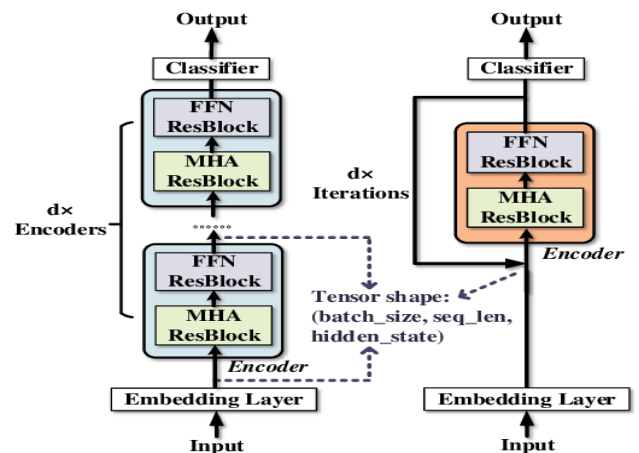 Output
Classifier
FFN
ResBlock
MHA
ResBlock
d×
Encoders
......
FFN
ResBlock
MHA
ResBlock
Encoder
Embedding Layer
Input
Tensor shape:
(batch_size, seq_len,
hidden_state)
Output
Classifier
d×
Iterations
FFN
ResBlock
MHA
ResBlock
Encoder
Embedding Layer
Input